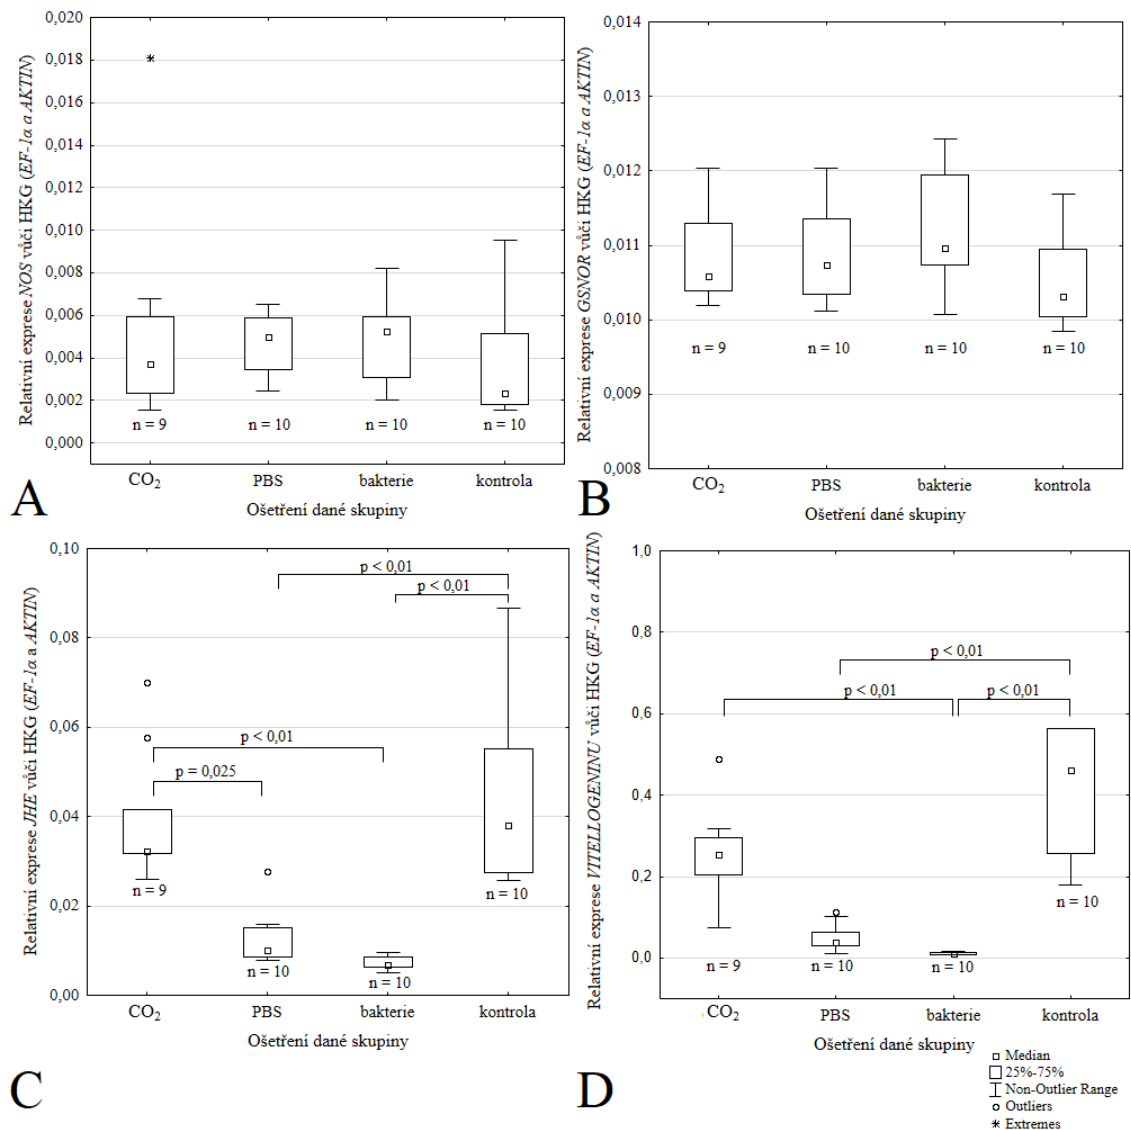 Relativní exprese NOS vůči HKG (EF-1α a AKTIN)
0,020
0,018
0,016
0,014
0,012
0,010
0,008
0,006
0,004
0,002
0,000
n = 9
n = 10
n = 10
n = 10
CO2
PBS
bakterie
kontrola
Ošetření dané skupiny
A
Relativní exprese GSNOR vůči HKG (EF-1α a AKTIN)
0,014
0,013
0,012
0,011
0,010
0,009
0,008
n = 9
n = 10
n = 10
n = 10
CO2
PBS
bakterie
kontrola
Ošetření dané skupiny
B
Relativní exprese JHE vůči HKG (EF-1α a AKTIN)
0,10
0,08
0,06
0,04
0,02
0,00
p < 0,01
p < 0,01
p < 0,01
p = 0,025
n = 9
n = 10
n = 10
n = 10
CO2
PBS
bakterie
kontrola
Ošetření dané skupiny
C
Relativní exprese VITELLOGENINU vůči HKG (EF-1α a AKTIN)
1,0
0,8
0,6
0,4
0,2
0,0
p < 0,01
p < 0,01
p < 0,01
n = 9
n = 10
n = 10
n = 10
CO2
PBS
bakterie
kontrola
Ošetření dané skupiny
D
Median
25%-75%
Non-Outlier Range
Outliers
Extremes